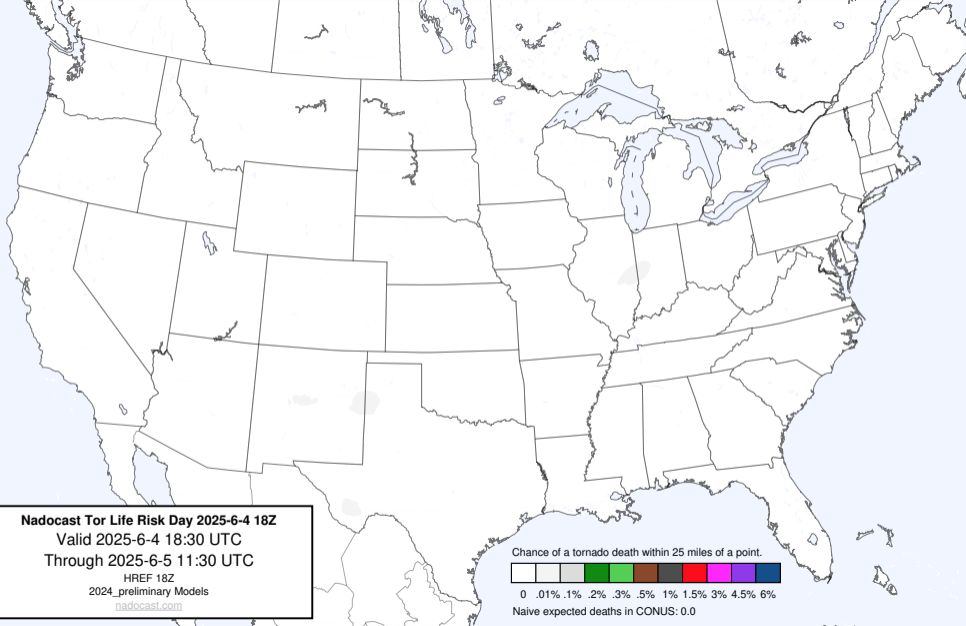 Nadocast Tor Life Risk Day 2025-6-4 18Z
Valid 2025-6-4 18:30 UTC
Through 2025-6-5 11:30 UTC
HREF 18Z
2024_preliminary Models
nadocast.com
Chance of a tornado death within 25 miles of a point.
0 .01% .1% .2% .3% .5% 1% 1.5% 3% 4.5% 6%
Naive expected deaths in CONUS: 0.0